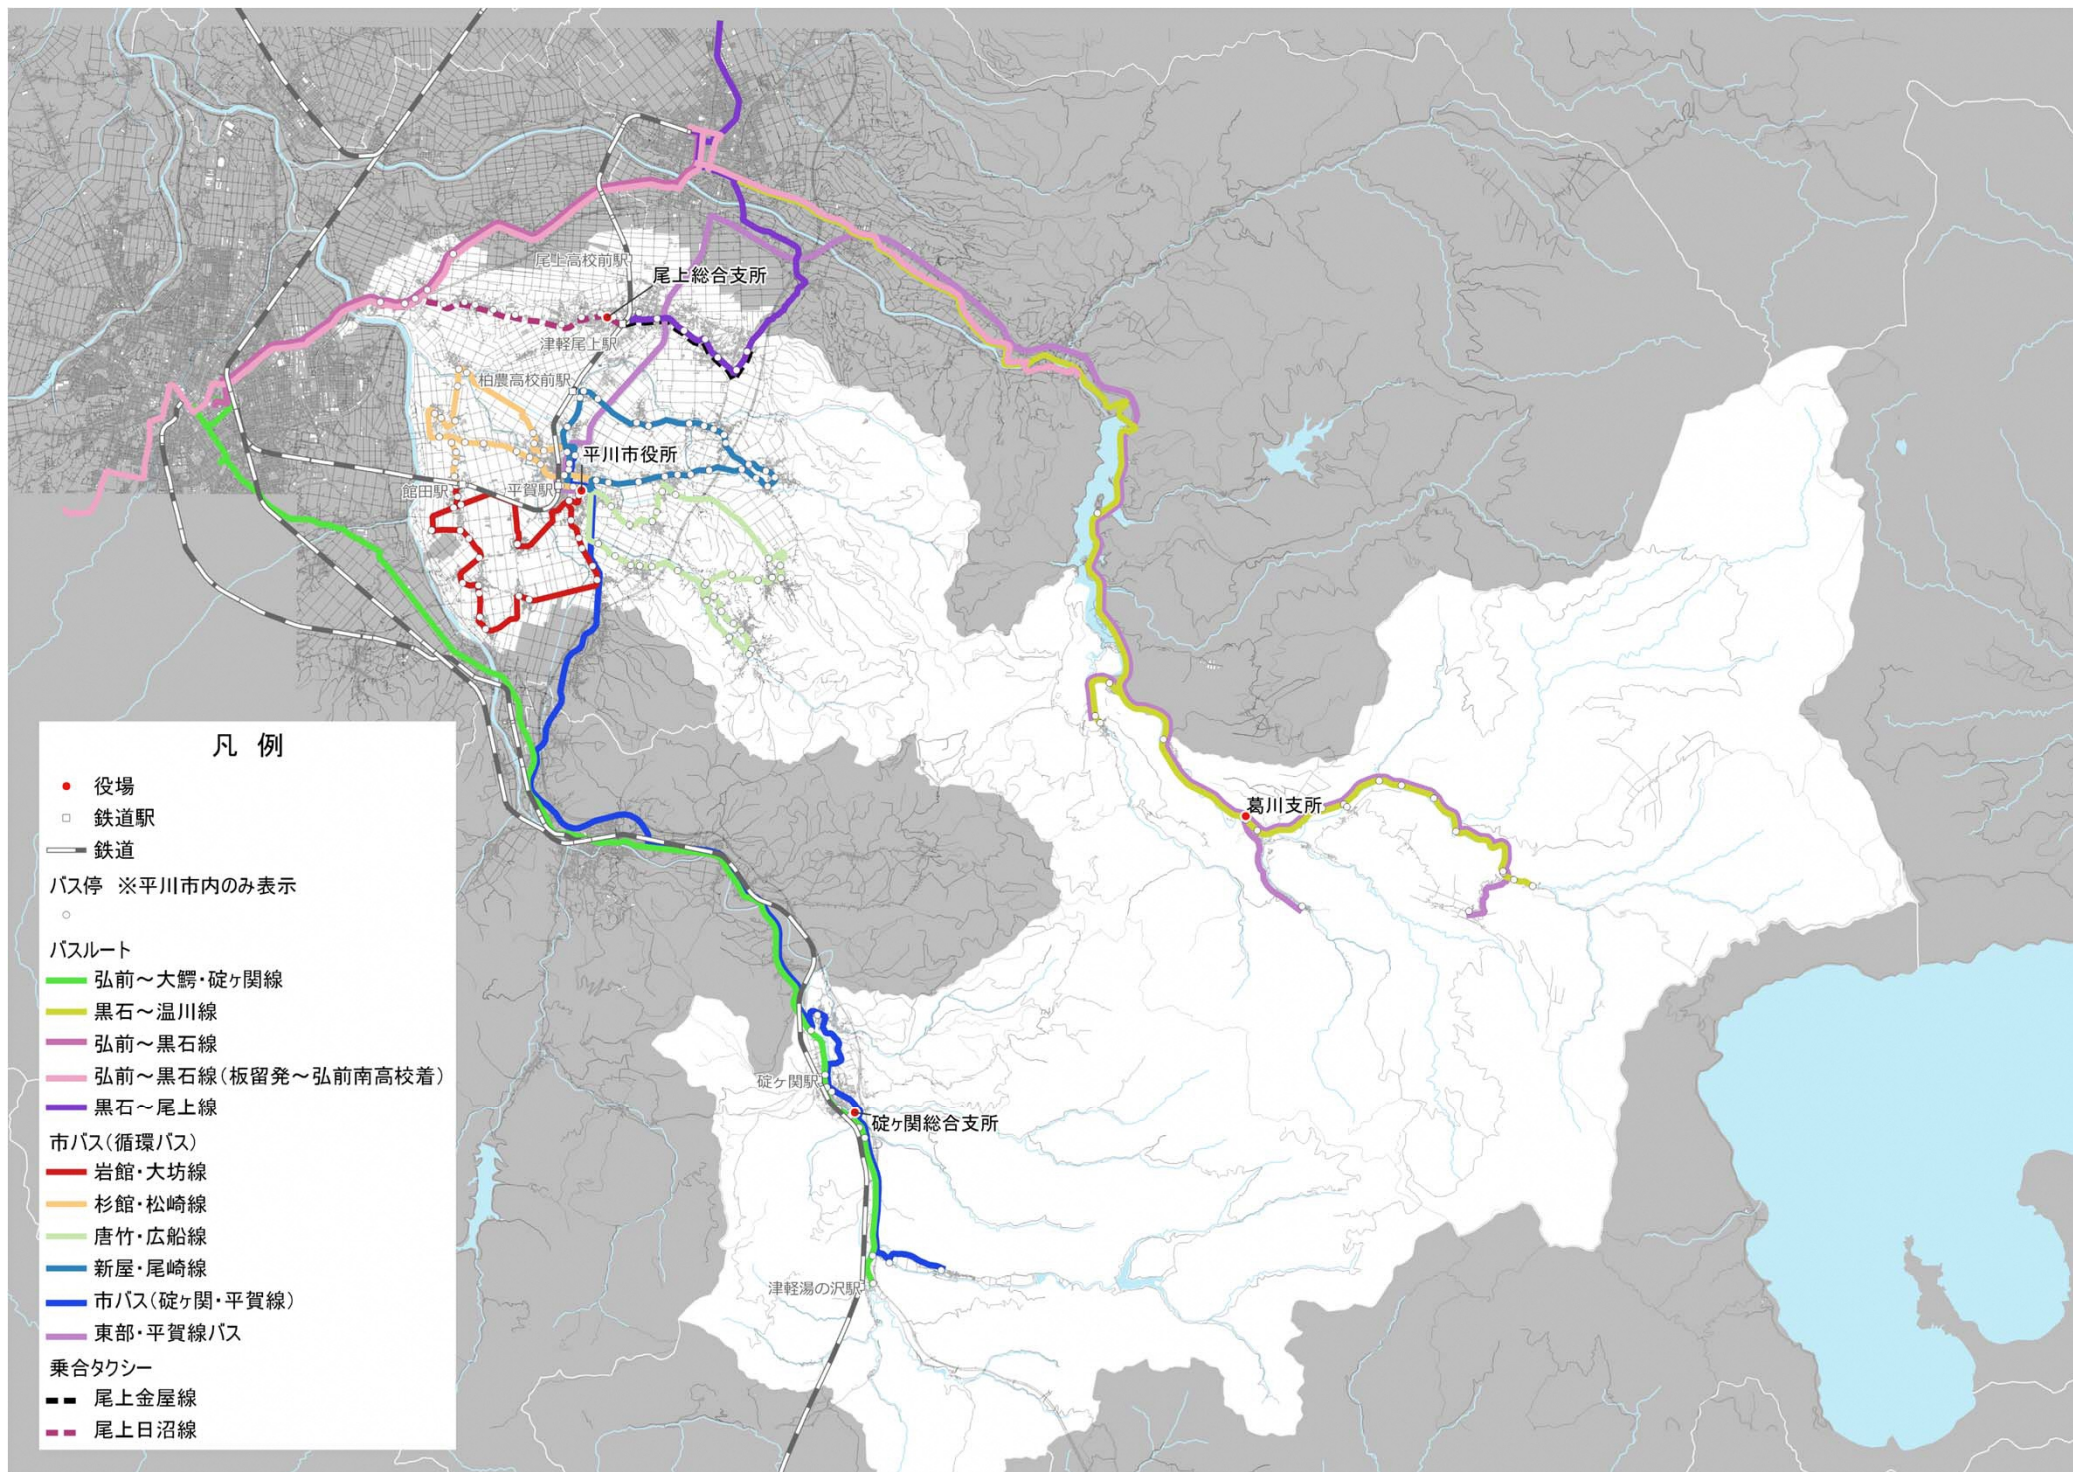 尾上高校前駅
尾上総合支所
津軽尾上駅
柏農高校前駅
平川市役所
館田駅
平賀駅
葛川支所
碇ヶ関駅
碇ヶ関総合支所
津軽湯の沢駅
凡 例
役場
鉄道駅
鉄道
バス停 ※平川市内のみ表示
バスルート
弘前～大鰐・碇ヶ関線
黒石～温川線
弘前～黒石線
弘前～黒石線(板留発～弘前南高校着)
黒石～尾上線
市バス(循環バス)
岩館・大坊線
杉館・松崎線
唐竹・広船線
新屋・尾崎線
市バス(碇ヶ関・平賀線)
東部・平賀線バス
乗合タクシー
尾上金屋線
尾上日沼線